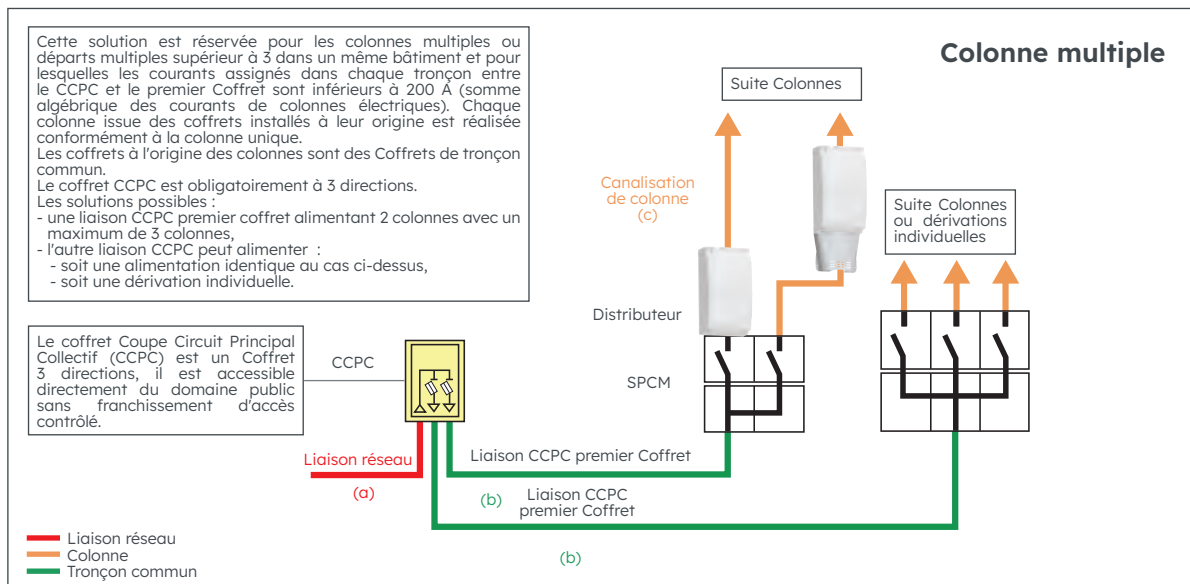 Colonne multiple
Cette solution est réservée pour les colonnes multiples ou
départs multiples supérieur à 3 dans un même bâtiment et pour
lesquelles les courants assignés dans chaque tronçon entre
le CCPC et le premier Coffret sont inférieurs à 200 A (somme
algébrique des courants de colonnes électriques). Chaque
colonne issue des coffrets installés à leur origine est réalisée
conformément à la colonne unique.
Les coffrets à l'origine des colonnes sont des Coffrets de tronçon
commun.
Le coffret CCPC est obligatoirement à 3 directions.
Les solutions possibles :
- une liaison CCPC premier coffret alimentant 2 colonnes avec un
maximum de 3 colonnes,
- l'autre liaison CCPC peut alimenter :
- soit une alimentation identique au cas ci-dessus,
- soit une dérivation individuelle.
Suite Colonnes
Canalisation
de colonne
(c)
Suite Colonnes
ou dérivations
individuelles
Distributeur
SPCM
Le coffret Coupe Circuit Principal
Collectif (CCPC) est un Coffret
3 directions, il est accessible
directement du domaine public
sans franchissement d'accès
contrôlé.
CCPC
Liaison réseau
(a)
Liaison CCPC premier Coffret
(b)
Liaison CCPC
premier Coffret
(b)
Liaison réseau
Colonne
Tronçon commun